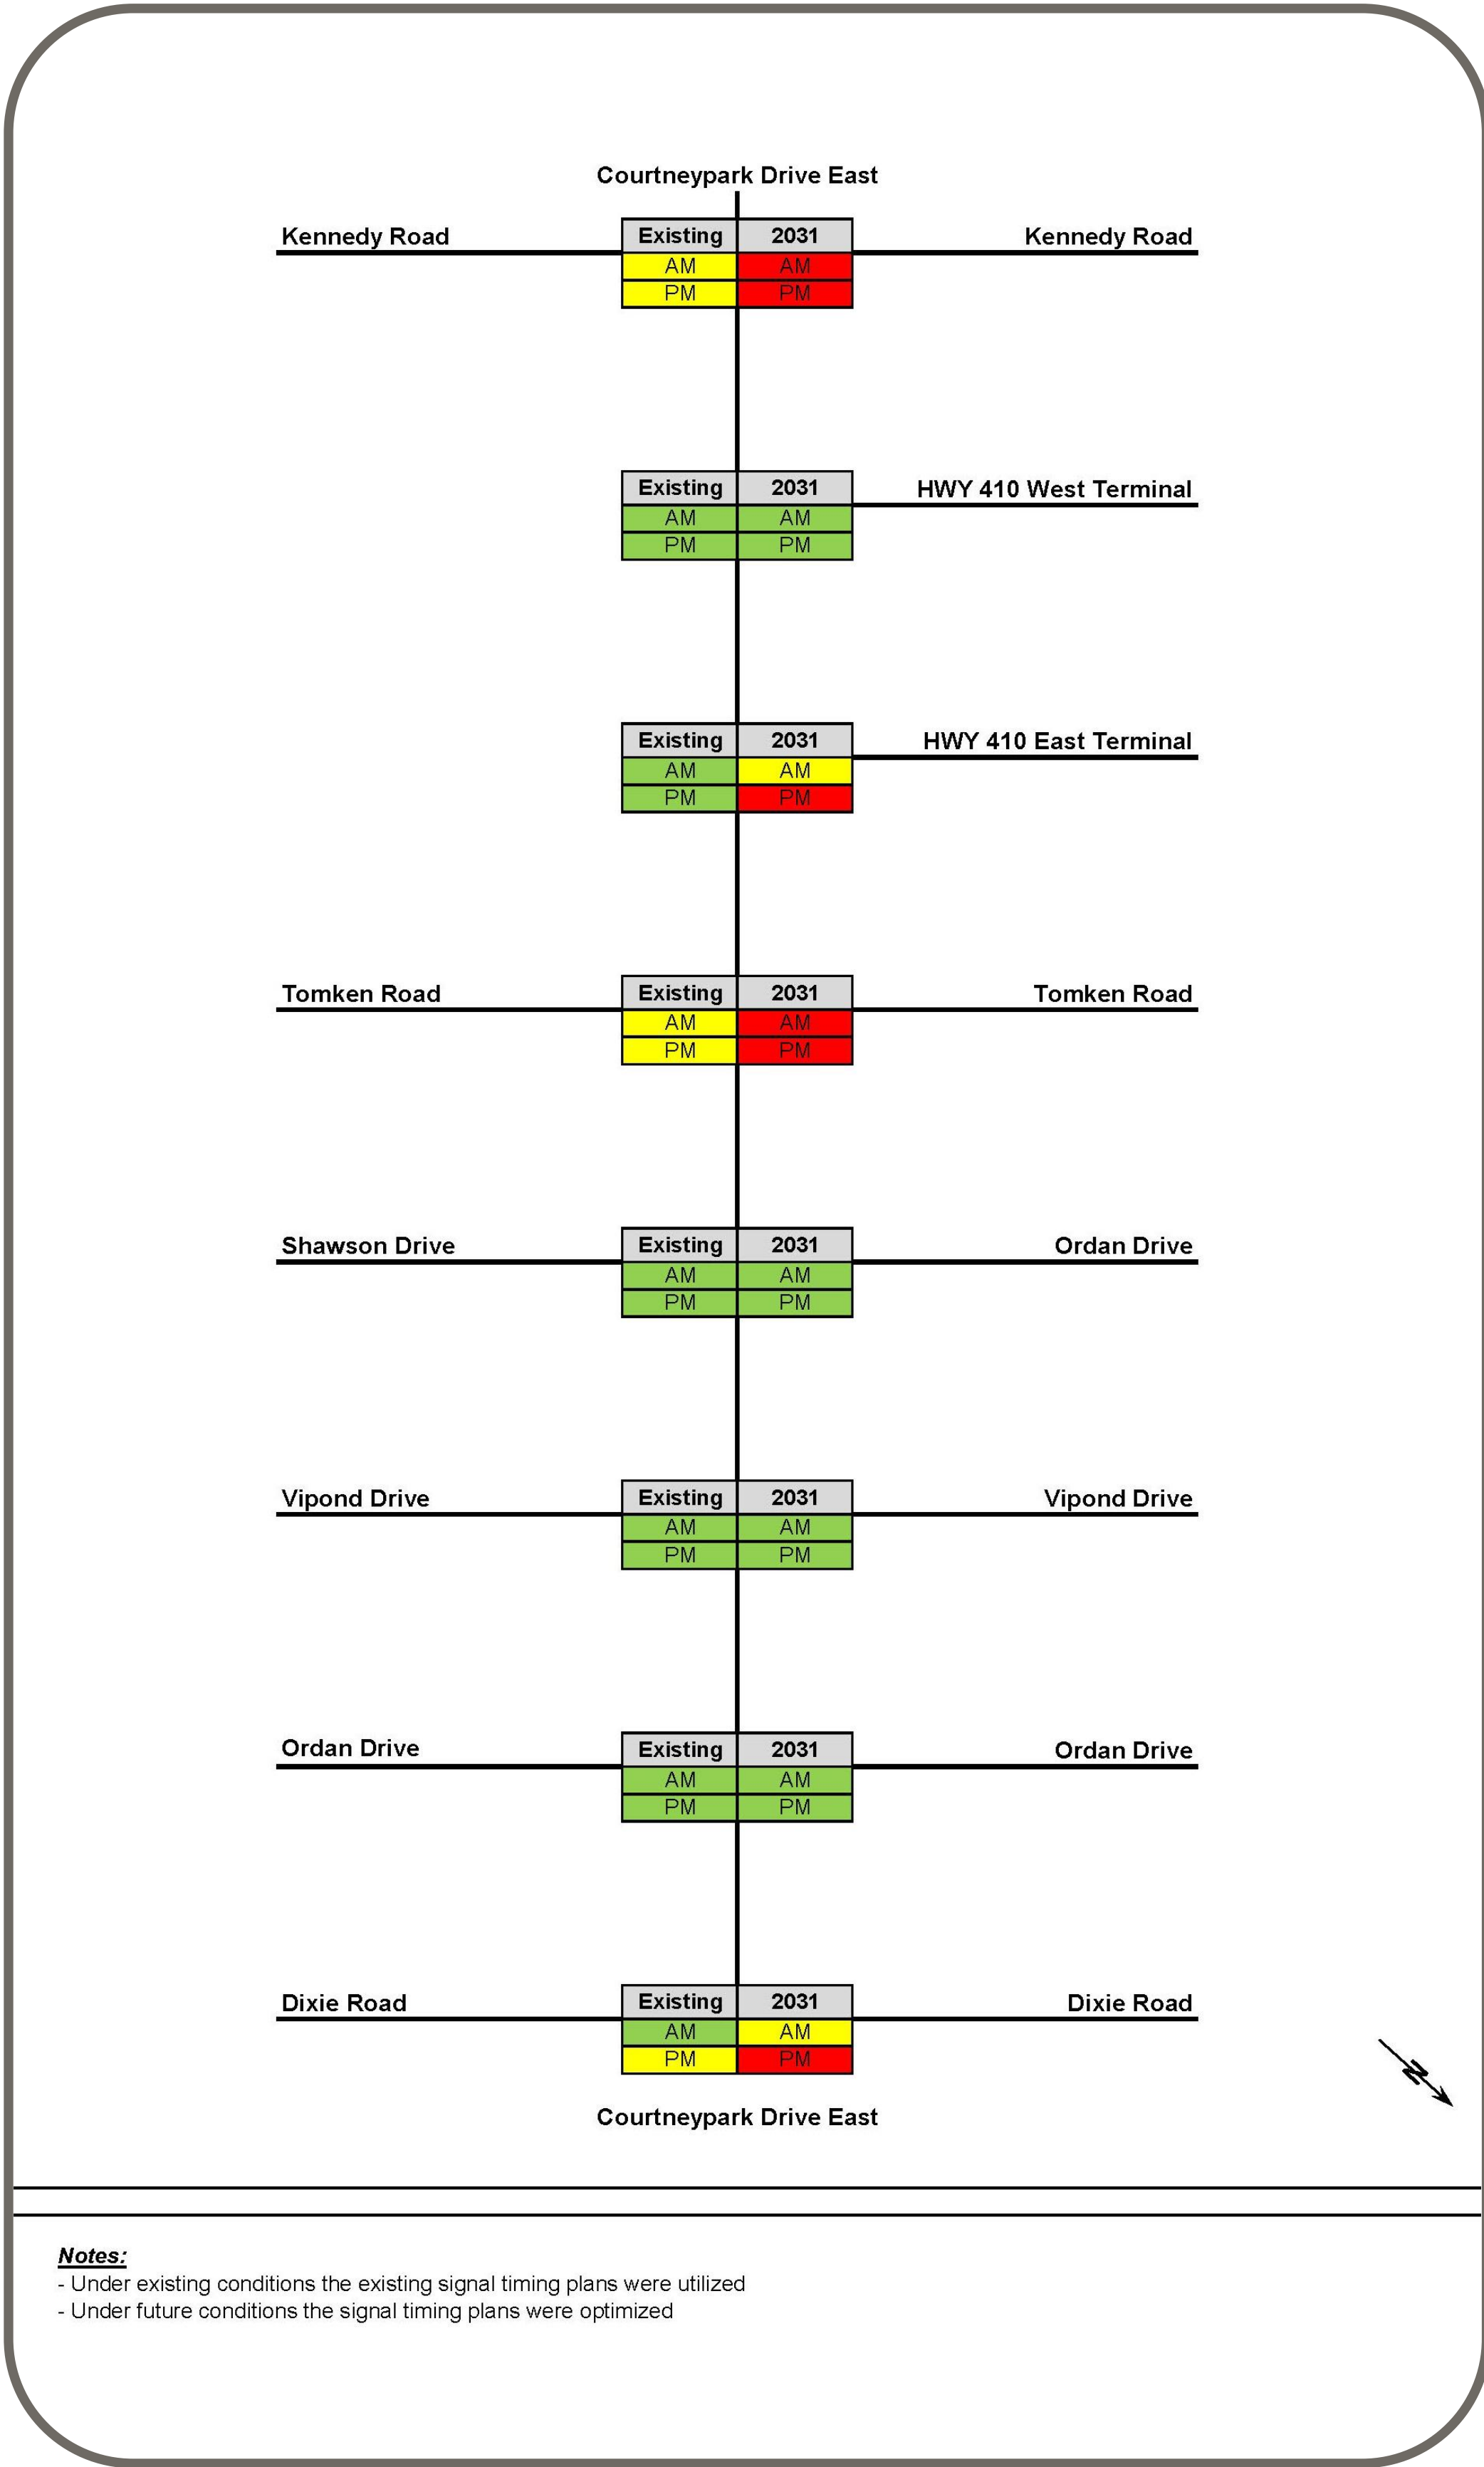 Courtneypark Drive East
Kennedy Road Existing 2031 Kennedy Road
AM AM
PM PM
Existing 2031 HWY 410 West Terminal
AM AM
PM PM
Existing 2031 HWY 410 East Terminal
AM AM
PM PM
Tomken Road Existing 2031 Tomken Road
AM AM
PM PM
Shawson Drive Existing 2031 Ordan Drive
AM AM
PM PM
Vipond Drive Existing 2031 Vipond Drive
AM AM
PM PM
Ordan Drive Existing 2031 Ordan Drive
AM AM
PM PM
Dixie Road Existing 2031 Dixie Road
AM AM
PM PM
N
Courtneypark Drive East
Notes:
- Under existing conditions the existing signal timing plans were utilized
- Under future conditions the signal timing plans were optimized